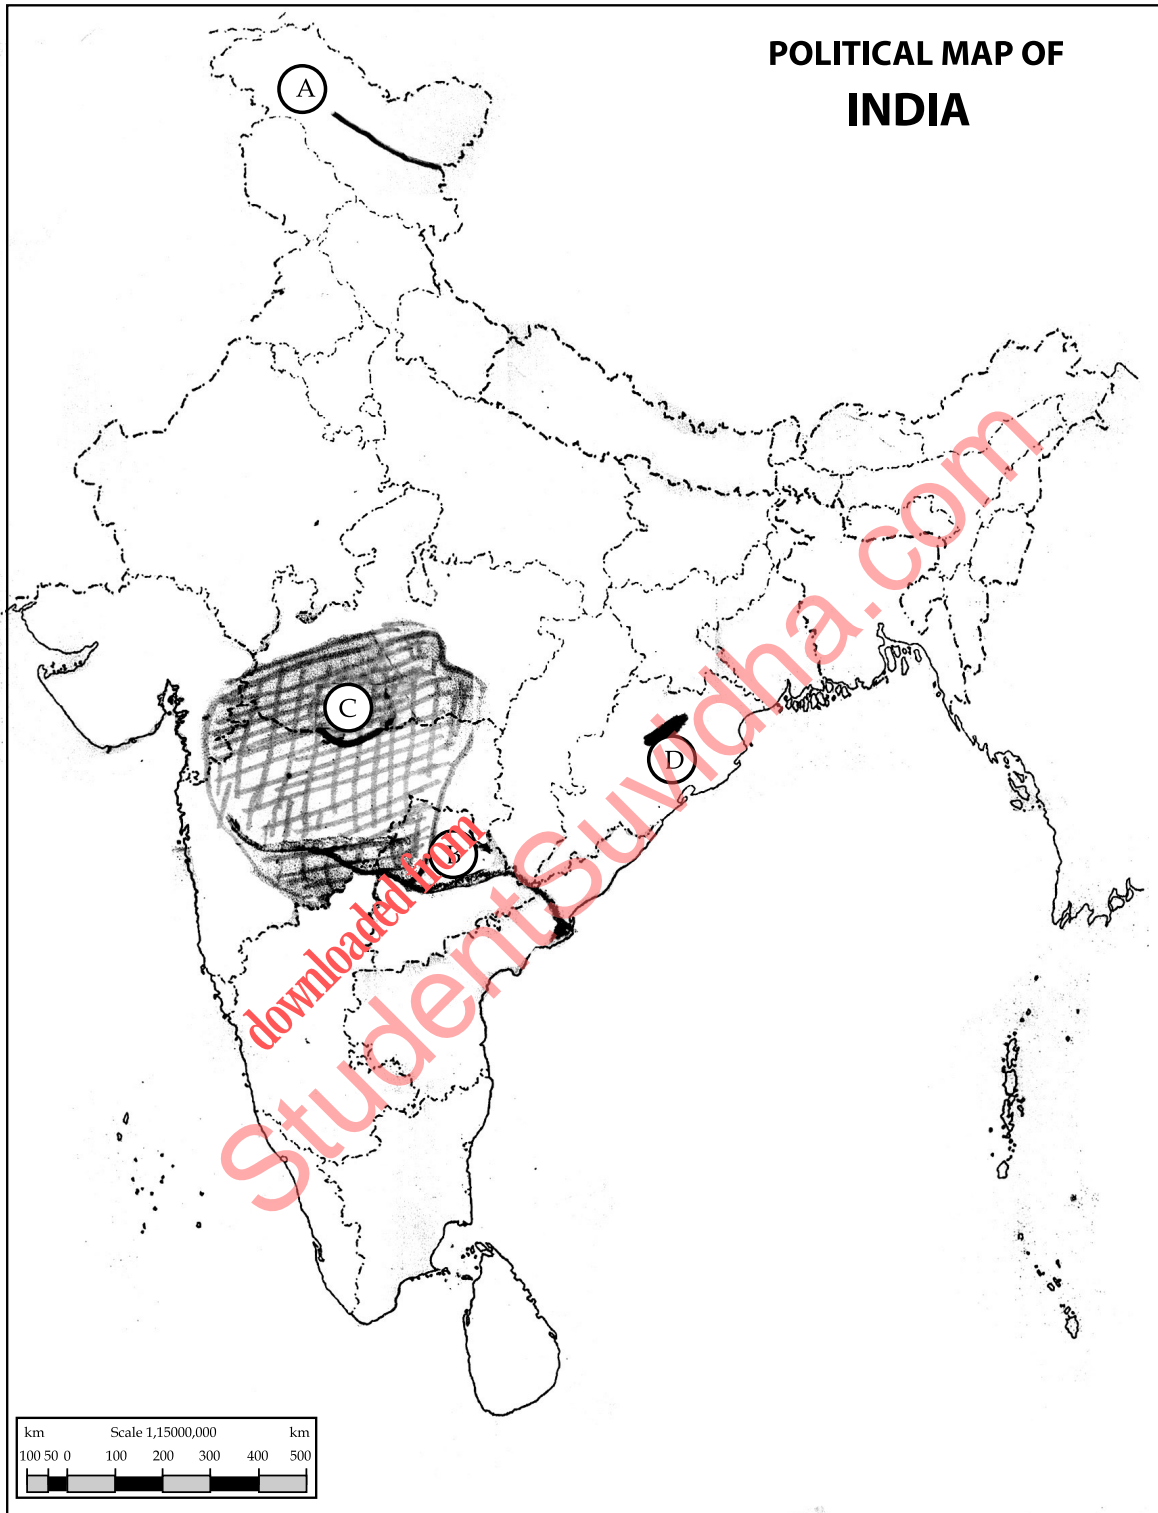 POLITICAL MAP OF
INDIA
A
C
D
B
downloaded from
StudentSuvidha.com
km Scale 1,15000,000 km
100 50 0 100 200 300 400 500